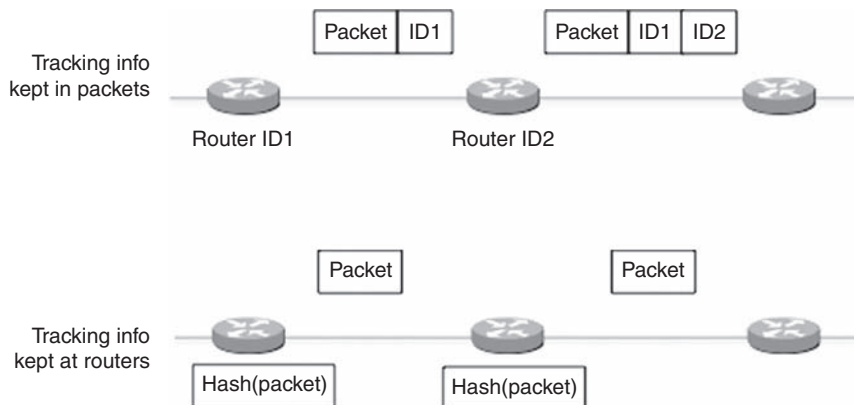 Packet ID1
Packet ID1 ID2
Tracking info
kept in packets
Router ID1
Router ID2
Packet
Packet
Tracking info
kept at routers
Hash(packet)
Hash(packet)